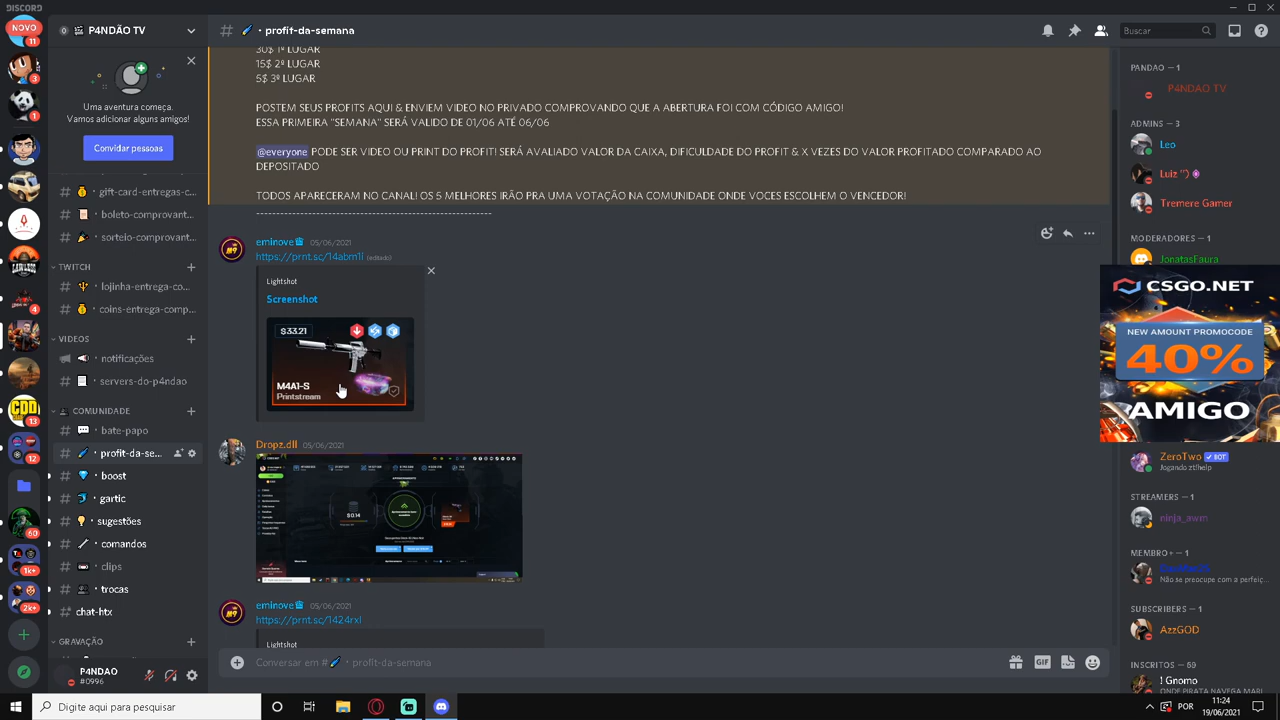 DISCORD
NOVO
11
P4NDÃO TV
• profit-da-semana
Buscar
3
1
13
12
60
1K+
2K+
4
Uma aventura começa.
Vamos adicionar alguns amigos!
Convidar pessoas
• gift-card-entregas-c...
• boleto-comprovant...
• sorteio-comprovant...
TWITCH
• lojinha-entrega-co...
• coins-entrega-comp...
VIDEOS
• notificações
• servers-do-p4ndao
COMUNIDADE
• bate-papo
• profit-da-se...
• boost
• gartic
• sugestões
• comandos
• clips
• trocas
chat-htx
GRAVAÇÃO
P4NDÃO
#0996
30$ 1º LUGAR
15$ 2º LUGAR
5$ 3º LUGAR
POSTEM SEUS PROFITS AQUI & ENVIEM VIDEO NO PRIVADO COMPROVANDO QUE A ABERTURA FOI COM CÓDIGO AMIGO!
ESSA PRIMEIRA "SEMANA" SERÁ VALIDO DE 01/06 ATÉ 06/06
@everyone PODE SER VIDEO OU PRINT DO PROFIT! SERÁ AVALIADO VALOR DA CAIXA, DIFICULDADE DO PROFIT & X VEZES DO VALOR PROFITADO COMPARADO AO
DEPOSITADO
TODOS APARECERAM NO CANAL! OS 5 MELHORES IRÃO PRA UMA VOTAÇÃO NA COMUNIDADE ONDE VOCES ESCOLHEM O VENCEDOR!
------------------------------------------------------------
eminove 05/06/2021
https://prnt.sc/14abm1l (editado)
Lightshot
Screenshot
$33.21
M4A1-S
Printstream
Dropz.dll 05/06/2021
$0.14
eminove 05/06/2021
https://prnt.sc/1424rxl
Lightshot
Conversar em # • profit-da-semana
GIF
PANDAO — 1
P4NDAO TV
ADMINS — 3
Leo
Luiz ")
Tremere Gamer
MODERADORES — 1
JonatasFaura
CSGO.NET
NEW AMOUNT PROMOCODE
40%
AMIGO
ZeroTwo BOT
Jogando zt!help
STREAMERS — 1
ninja_awm
MEMBRO+ — 1
Não se preocupe com a perfeiç...
SUBSCRIBERS — 1
AzzGOD
INSCRITOS — 69
! Gnomo
ONDE PIRATA NAVEGA MARI
Digite aqui para pesquisar
POR
11:24
19/06/2021